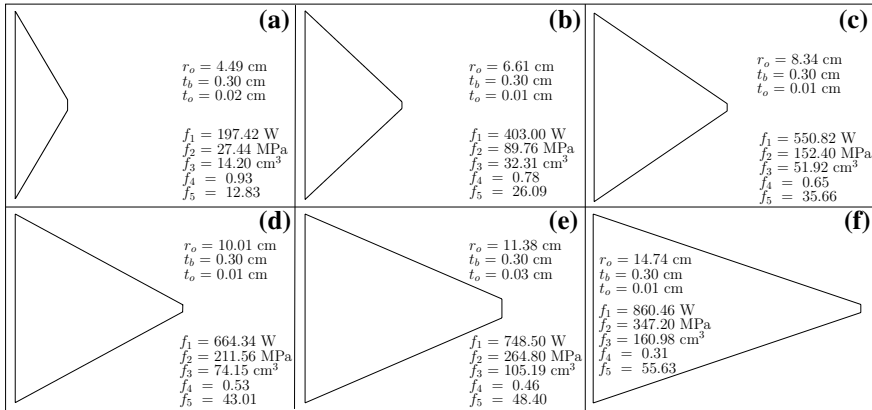 (a)
r_o = 4.49 cm
t_b = 0.30 cm
t_o = 0.02 cm
f_1 = 197.42 W
f_2 = 27.44 MPa
f_3 = 14.20 cm^3
f_4 = 0.93
f_5 = 12.83
(b)
r_o = 6.61 cm
t_b = 0.30 cm
t_o = 0.01 cm
f_1 = 403.00 W
f_2 = 89.76 MPa
f_3 = 32.31 cm^3
f_4 = 0.78
f_5 = 26.09
(c)
r_o = 8.34 cm
t_b = 0.30 cm
t_o = 0.01 cm
f_1 = 550.82 W
f_2 = 152.40 MPa
f_3 = 51.92 cm^3
f_4 = 0.65
f_5 = 35.66
(d)
r_o = 10.01 cm
t_b = 0.30 cm
t_o = 0.01 cm
f_1 = 664.34 W
f_2 = 211.56 MPa
f_3 = 74.15 cm^3
f_4 = 0.53
f_5 = 43.01
(e)
r_o = 11.38 cm
t_b = 0.30 cm
t_o = 0.03 cm
f_1 = 748.50 W
f_2 = 264.80 MPa
f_3 = 105.19 cm^3
f_4 = 0.46
f_5 = 48.40
(f)
r_o = 14.74 cm
t_b = 0.30 cm
t_o = 0.01 cm
f_1 = 860.46 W
f_2 = 347.20 MPa
f_3 = 160.98 cm^3
f_4 = 0.31
f_5 = 55.63